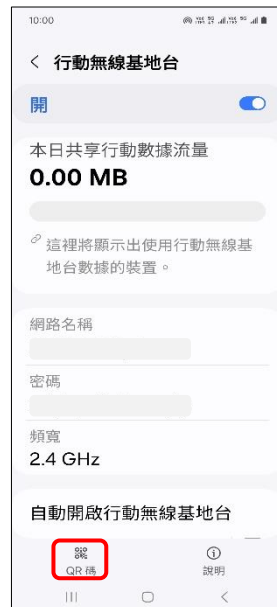 10:00
行動無線基地台
開
本日共享行動數據流量
0.00 MB
這裡將顯示出使用行動無線基
地台數據的裝置。
網路名稱
密碼
頻寬
2.4 GHz
自動開啟行動無線基地台
QR 碼
說明